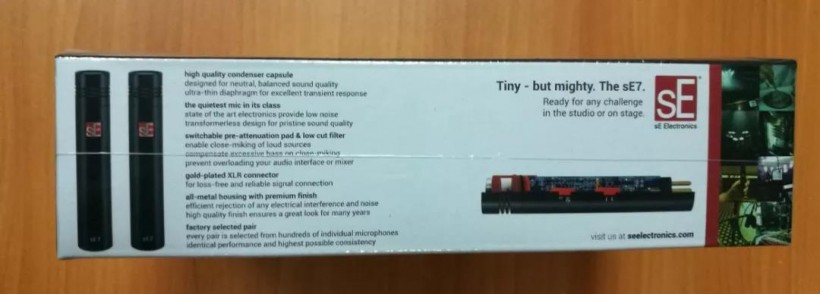 high quality condenser capsule
designed for neutral, balanced sound quality
ultra-thin diaphragm for excellent transient response
the quietest mic in its class
state of the art electronics provide low noise
transformerless design for pristine sound quality
switchable pre-attenuation pad & low cut filter
enable close-miking of loud sources
compensate excessive bass on close-miking
prevent overloading your audio interface or mixer
gold-plated XLR connector
for loss-free and reliable signal connection
all-metal housing with premium finish
efficient rejection of any electrical interference and noise
high quality finish ensures a great look for many years
factory selected pair
every pair is selected from hundreds of individual microphones
identical performance and highest possible consistency
sE
sE
sE7
sE7
Tiny - but mighty. The sE7.
Ready for any challenge
in the studio or on stage.
sE
sE Electronics
visit us at seelectronics.com